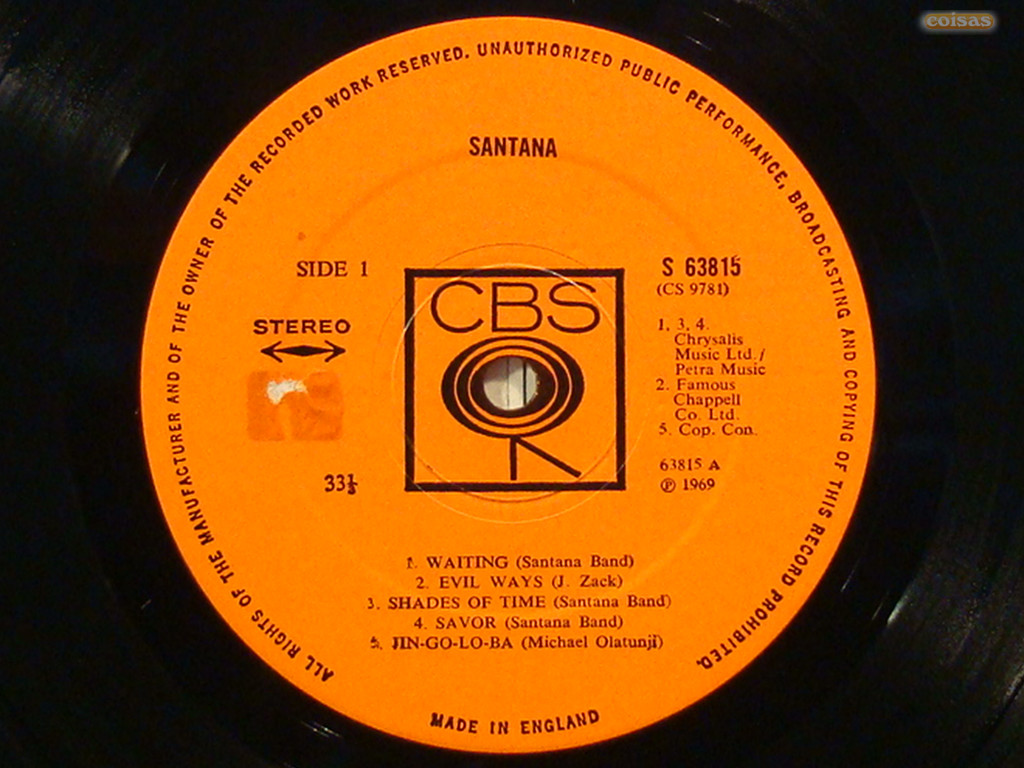 coisas
ALL RIGHTS OF THE MANUFACTURER AND OF THE OWNER OF THE RECORDED WORK RESERVED. UNAUTHORIZED PUBLIC PERFORMANCE, BROADCASTING AND COPYING OF THIS RECORD PROHIBITED.
SANTANA
SIDE 1
STEREO
33⅓
CBS
S 63815
(CS 9781)
1, 3, 4.
Chrysalis
Music Ltd./
Petra Music
2. Famous
Chappell
Co. Ltd.
5. Cop. Con.
63815 A
℗ 1969
1. WAITING (Santana Band)
2. EVIL WAYS (J. Zack)
3. SHADES OF TIME (Santana Band)
4. SAVOR (Santana Band)
5. JIN-GO-LO-BA (Michael Olatunji)
MADE IN ENGLAND